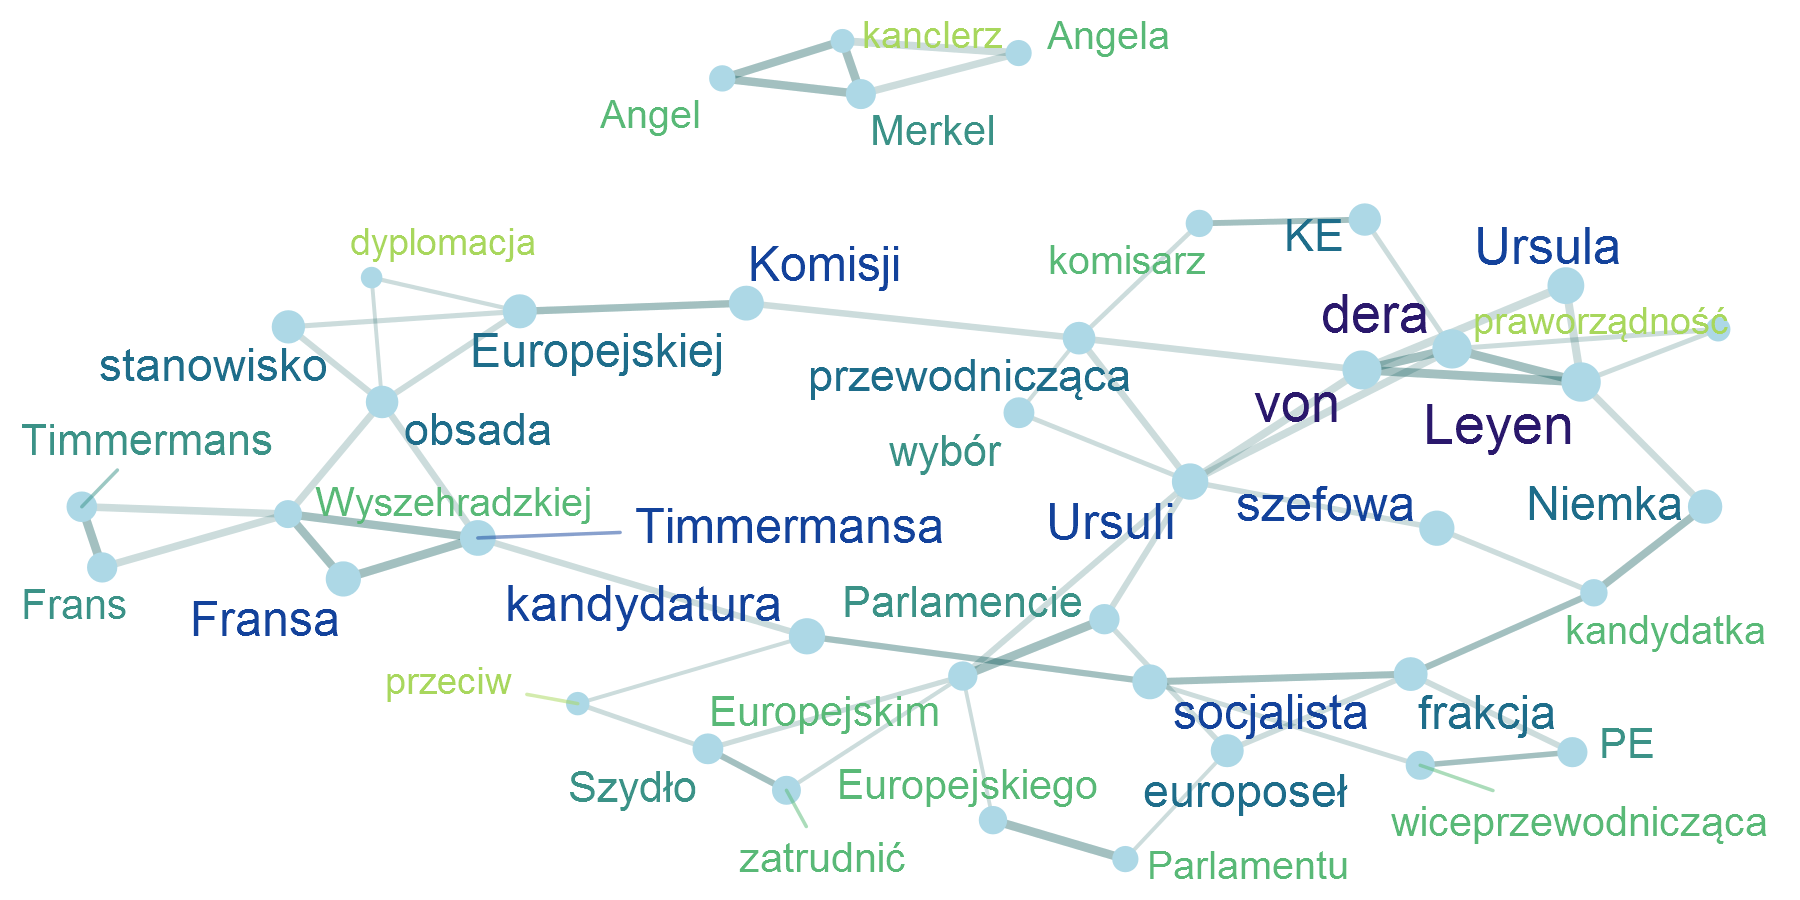 kanclerz
Angela
Angel
Merkel
dyplomacja
Komisji
KE
Ursula
komisarz
dera
praworządność
stanowisko
Europejskiej
przewodnicząca
von
Leyen
Timmermans
obsada
wybór
Wyszehradzkiej
Timmermansa
Ursuli
szefowa
Niemka
Frans
Fransa
kandydatura
Parlamencie
kandydatka
przeciw
Europejskim
socjalista
frakcja
PE
Szydło
Europejskiego
europoseł
wiceprzewodnicząca
zatrudnić
Parlamentu